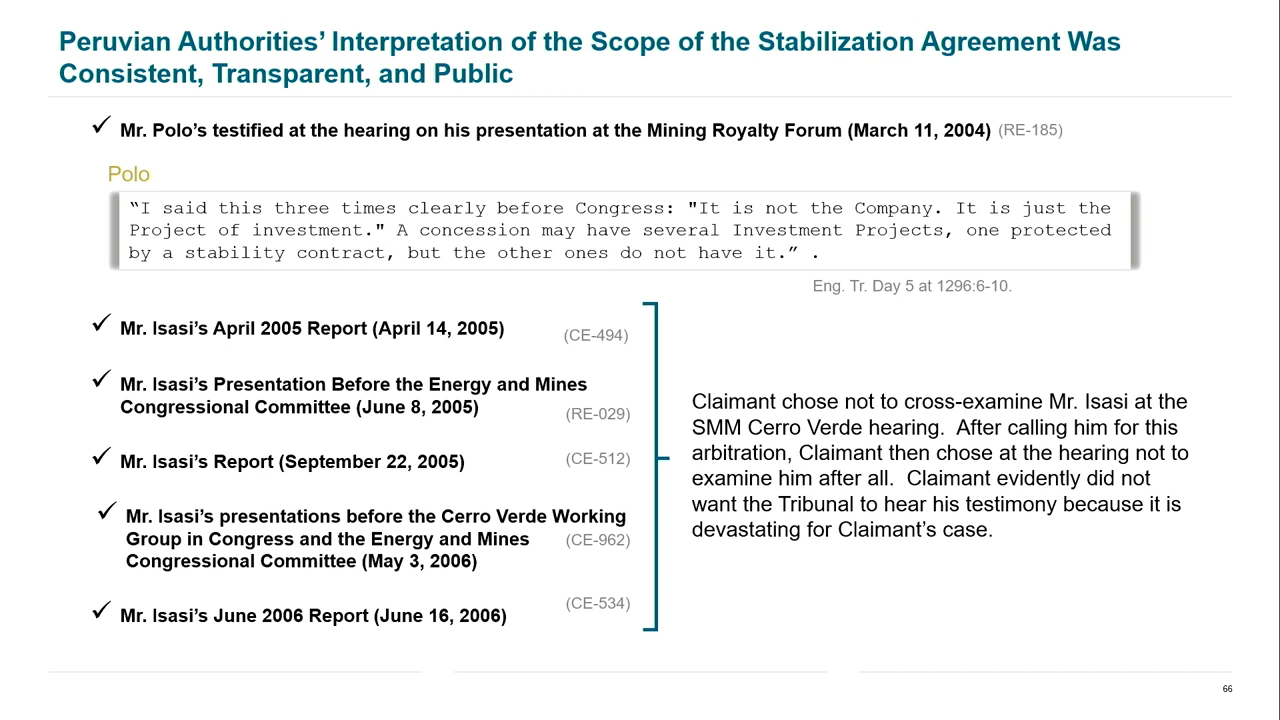 Peruvian Authorities’ Interpretation of the Scope of the Stabilization Agreement Was
Consistent, Transparent, and Public
✓ Mr. Polo’s testified at the hearing on his presentation at the Mining Royalty Forum (March 11, 2004) (RE-185)
Polo
“I said this three times clearly before Congress: "It is not the Company. It is just the
Project of investment." A concession may have several Investment Projects, one protected
by a stability contract, but the other ones do not have it.” .
Eng. Tr. Day 5 at 1296:6-10.
✓ Mr. Isasi’s April 2005 Report (April 14, 2005) (CE-494)
✓ Mr. Isasi’s Presentation Before the Energy and Mines
Congressional Committee (June 8, 2005) (RE-029)
✓ Mr. Isasi’s Report (September 22, 2005) (CE-512)
✓ Mr. Isasi’s presentations before the Cerro Verde Working
Group in Congress and the Energy and Mines (CE-962)
Congressional Committee (May 3, 2006)
✓ Mr. Isasi’s June 2006 Report (June 16, 2006) (CE-534)
Claimant chose not to cross-examine Mr. Isasi at the
SMM Cerro Verde hearing.  After calling him for this
arbitration, Claimant then chose at the hearing not to
examine him after all.  Claimant evidently did not
want the Tribunal to hear his testimony because it is
devastating for Claimant’s case.
66